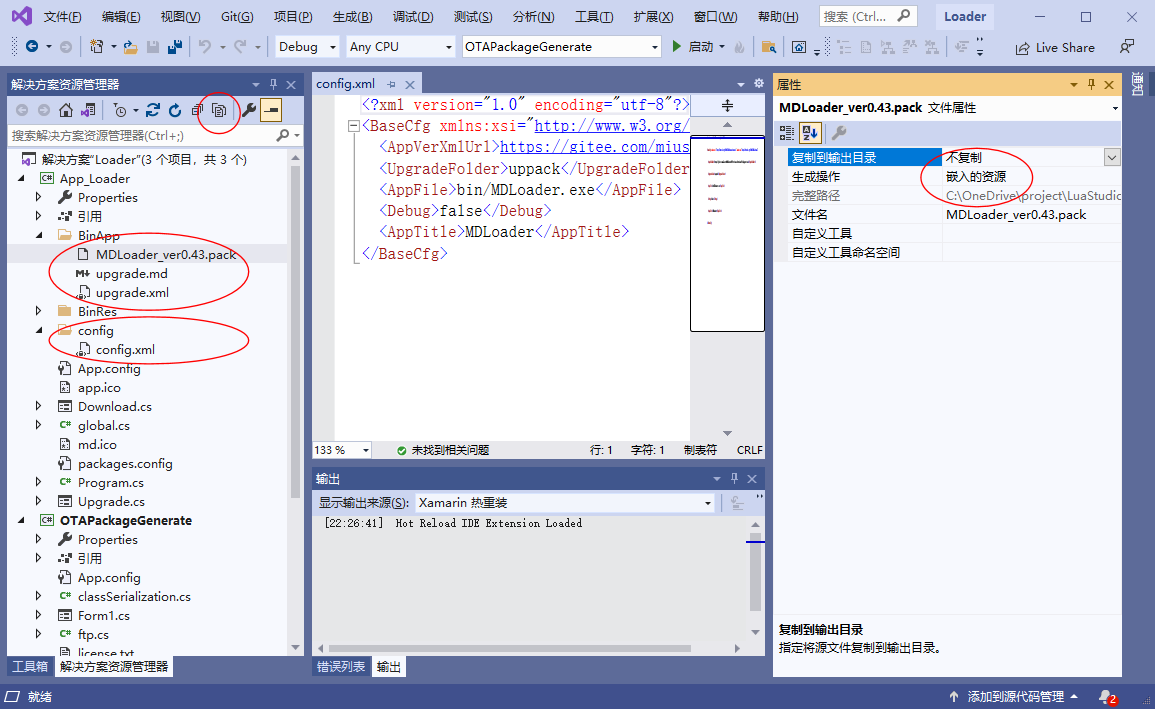 文件(F) 编辑(E) 视图(V) Git(G) 项目(P) 生成(B) 调试(D) 测试(S) 分析(N) 工具(T) 扩展(X) 窗口(W) 帮助(H) 搜索 (Ctrl... Loader
Debug Any CPU OTAPackageGenerate 启动 Live Share
解决方案资源管理器
搜索解决方案资源管理器(Ctrl+;)
解决方案"Loader"(3 个项目，共 3 个)
App_Loader
Properties
引用
BinApp
MDLoader_ver0.43.pack
upgrade.md
upgrade.xml
BinRes
config
config.xml
App.config
app.ico
Download.cs
global.cs
md.ico
packages.config
Program.cs
Upgrade.cs
OTAPackageGenerate
Properties
引用
App.config
classSerialization.cs
Form1.cs
ftp.cs
license.txt
工具箱 解决方案资源管理器
config.xml
<?xml version="1.0" encoding="utf-8"?>
<BaseCfg xmlns:xsi="http://www.w3.org/
<AppVerXmlUrl>https://gitee.com/mius
<UpgradeFolder>uppack</UpgradeFolder
<AppFile>bin/MDLoader.exe</AppFile>
<Debug>false</Debug>
<AppTitle>MDLoader</AppTitle>
</BaseCfg>
133 % 未找到相关问题 行: 1 字符: 1 制表符 CRLF
输出
显示输出来源(S): Xamarin 热重装
[22:26:41] Hot Reload IDE Extension Loaded
错误列表 输出
属性
MDLoader_ver0.43.pack 文件属性
复制到输出目录 不复制
生成操作 嵌入的资源
完整路径 C:\OneDrive\project\LuaStudio
文件名 MDLoader_ver0.43.pack
自定义工具
自定义工具命名空间
复制到输出目录
指定将源文件复制到输出目录。
通知
就绪 添加到源代码管理 2